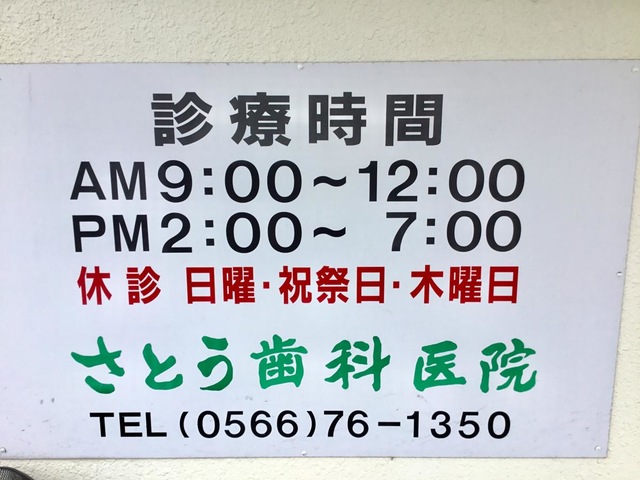 診療時間
AM9:00～12:00
PM2:00～ 7:00
休診 日曜・祝祭日・木曜日
さとう歯科医院
TEL(0566)76-1350